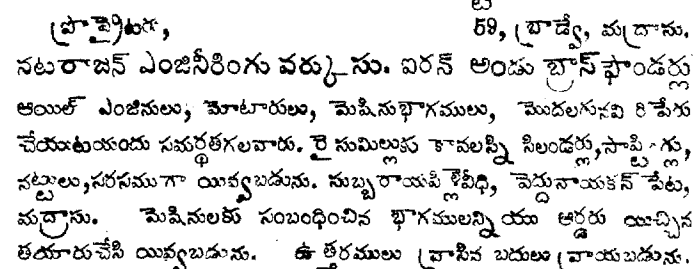 ప్రొప్రైటరు, 59, బ్రాడ్వే, మద్రాసు.
నటరాజన్ ఎంజినీరింగు వర్క్సు. ఐరన్ అండు బ్రాస్ ఫౌండర్లు
ఆయిల్ ఎంజినులు, మోటారులు, మెషినుభాగములు, మొదలగునవి రిపేరు
చేయుటయందు సమర్థతగలవారు. రైసుమిల్లుకు కావలస్ని సిలండర్లు, సాప్టింగ్లు,
నట్టులు, సరసముగా యివ్వబడును. సుబ్బరాయపిళ్లెవీధి, పెద్దునాయకన్ పేట,
మద్రాసు. మెషినులకు సంబంధించిన భాగములన్నియు ఆర్డరు యిచ్చిన
తయారుచేసి యివ్వబడును. ఉత్తరములు వ్రాసిన బదులు వ్రాయబడును.